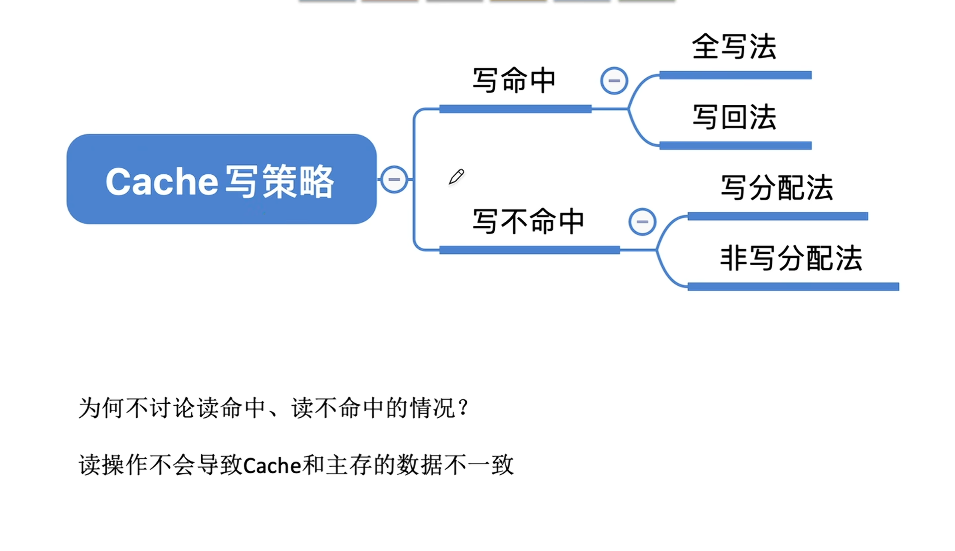 全写法
写命中
写回法
Cache写策略
写分配法
写不命中
非写分配法
为何不讨论读命中、读不命中的情况？
读操作不会导致Cache和主存的数据不一致